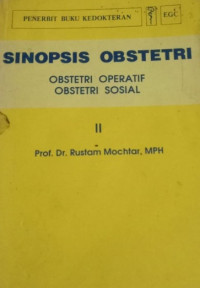 PENERBIT BUKU KEDOKTERAN
EGC
SINOPSIS OBSTETRI
OBSTETRI OPERATIF
OBSTETRI SOSIAL
II
Prof. Dr. Rustam Mochtar, MPH